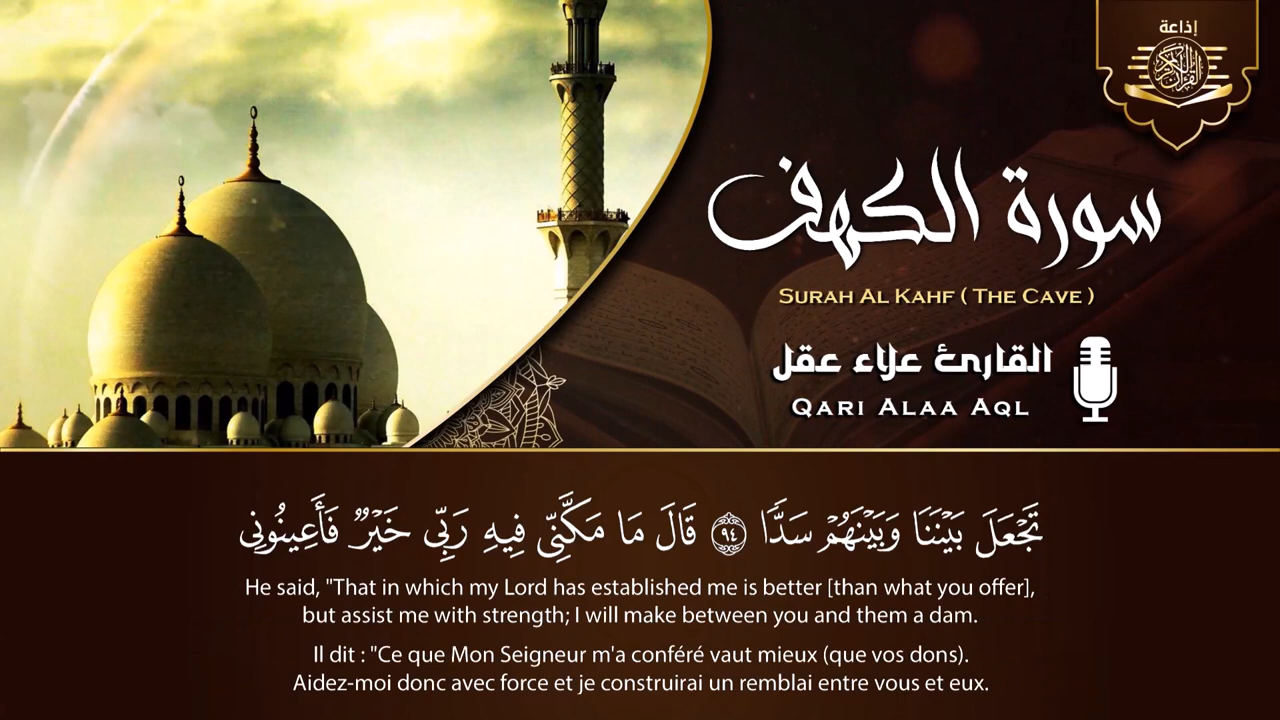 إذاعة
القرآن الكريم
سورة الكهف
SURAH AL KAHF ( THE CAVE )
القارئ علاء عقل
QARI ALAA AQL
تَجْعَلَ بَيْنَنَا وَبَيْنَهُمْ سَدًّا ٩٤ قَالَ مَا مَكَّنِّي فِيهِ رَبِّي خَيْرٌ فَأَعِينُونِي
He said, "That in which my Lord has established me is better [than what you offer],
but assist me with strength; I will make between you and them a dam.
Il dit : "Ce que Mon Seigneur m'a conféré vaut mieux (que vos dons).
Aidez-moi donc avec force et je construirai un remblai entre vous et eux.